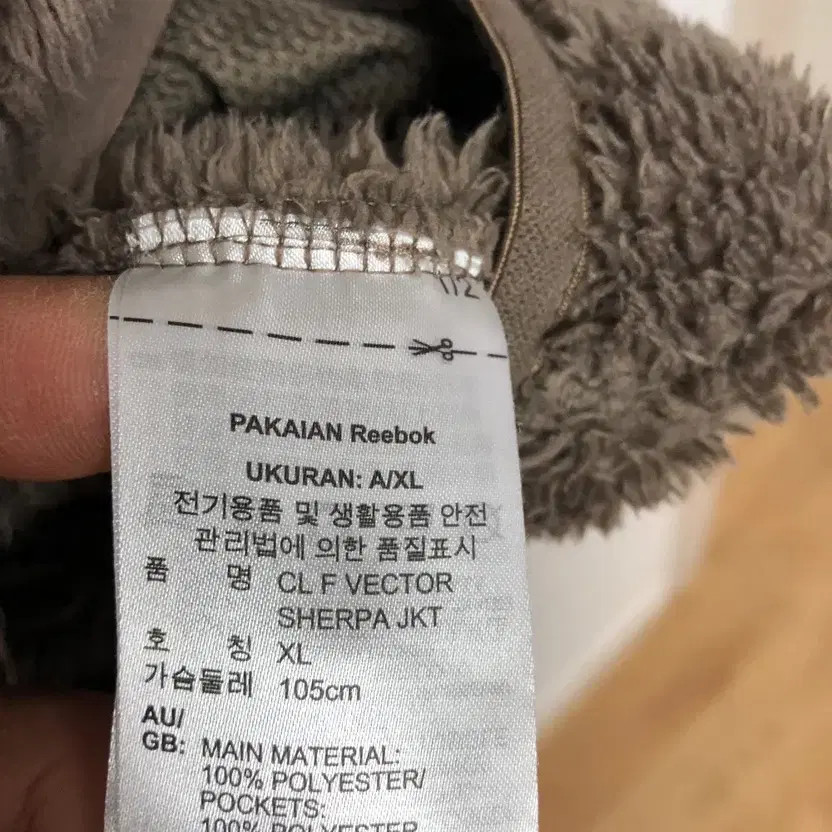 1/2
PAKAIAN Reebok
UKURAN: A/XL
전기용품 및 생활용품 안전
관리법에 의한 품질표시
품 명 CL F VECTOR
SHERPA JKT
호 칭 XL
가슴둘레 105cm
AU/
GB: MAIN MATERIAL:
100% POLYESTER/
POCKETS:
100% POLYESTER